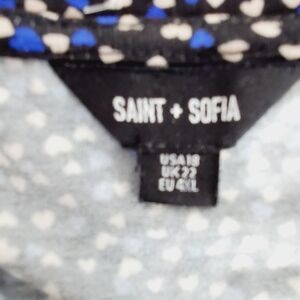 SAINT + SOFIA
USA 18
UK 22
EU 4XL